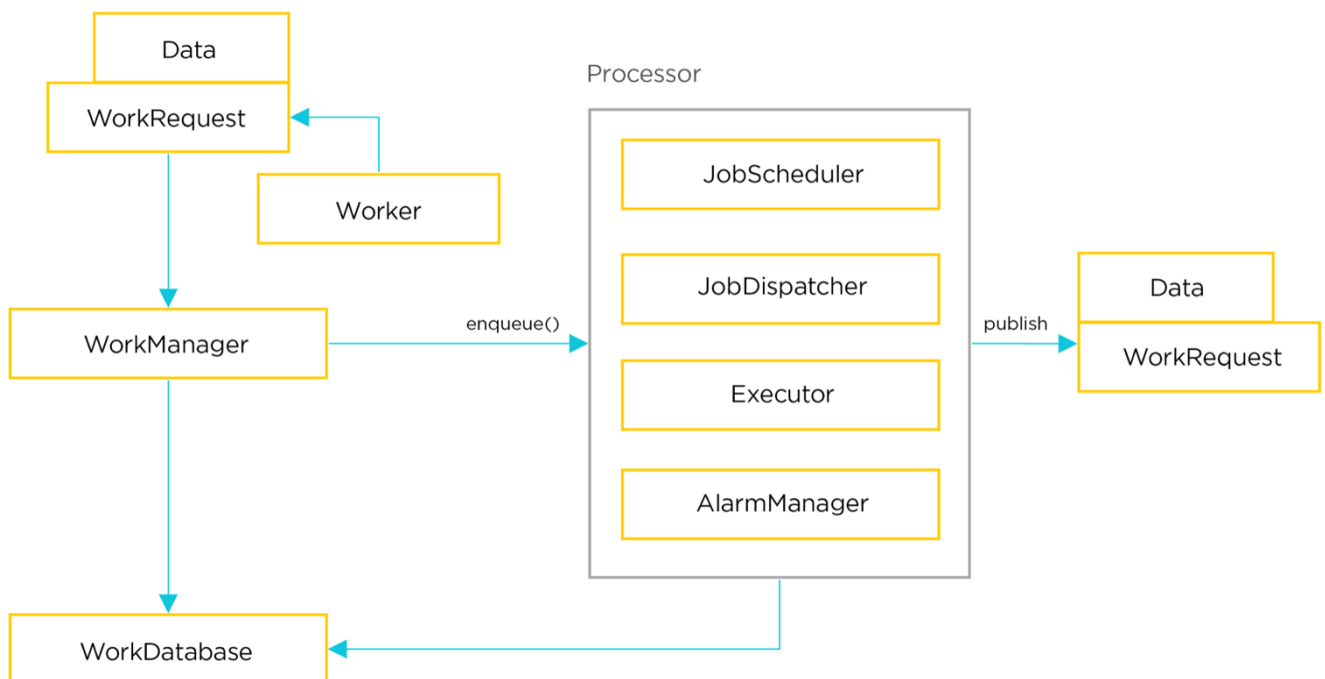 Data
WorkRequest
Worker
WorkManager
enqueue()
Processor
JobScheduler
JobDispatcher
Executor
AlarmManager
publish
Data
WorkRequest
WorkDatabase